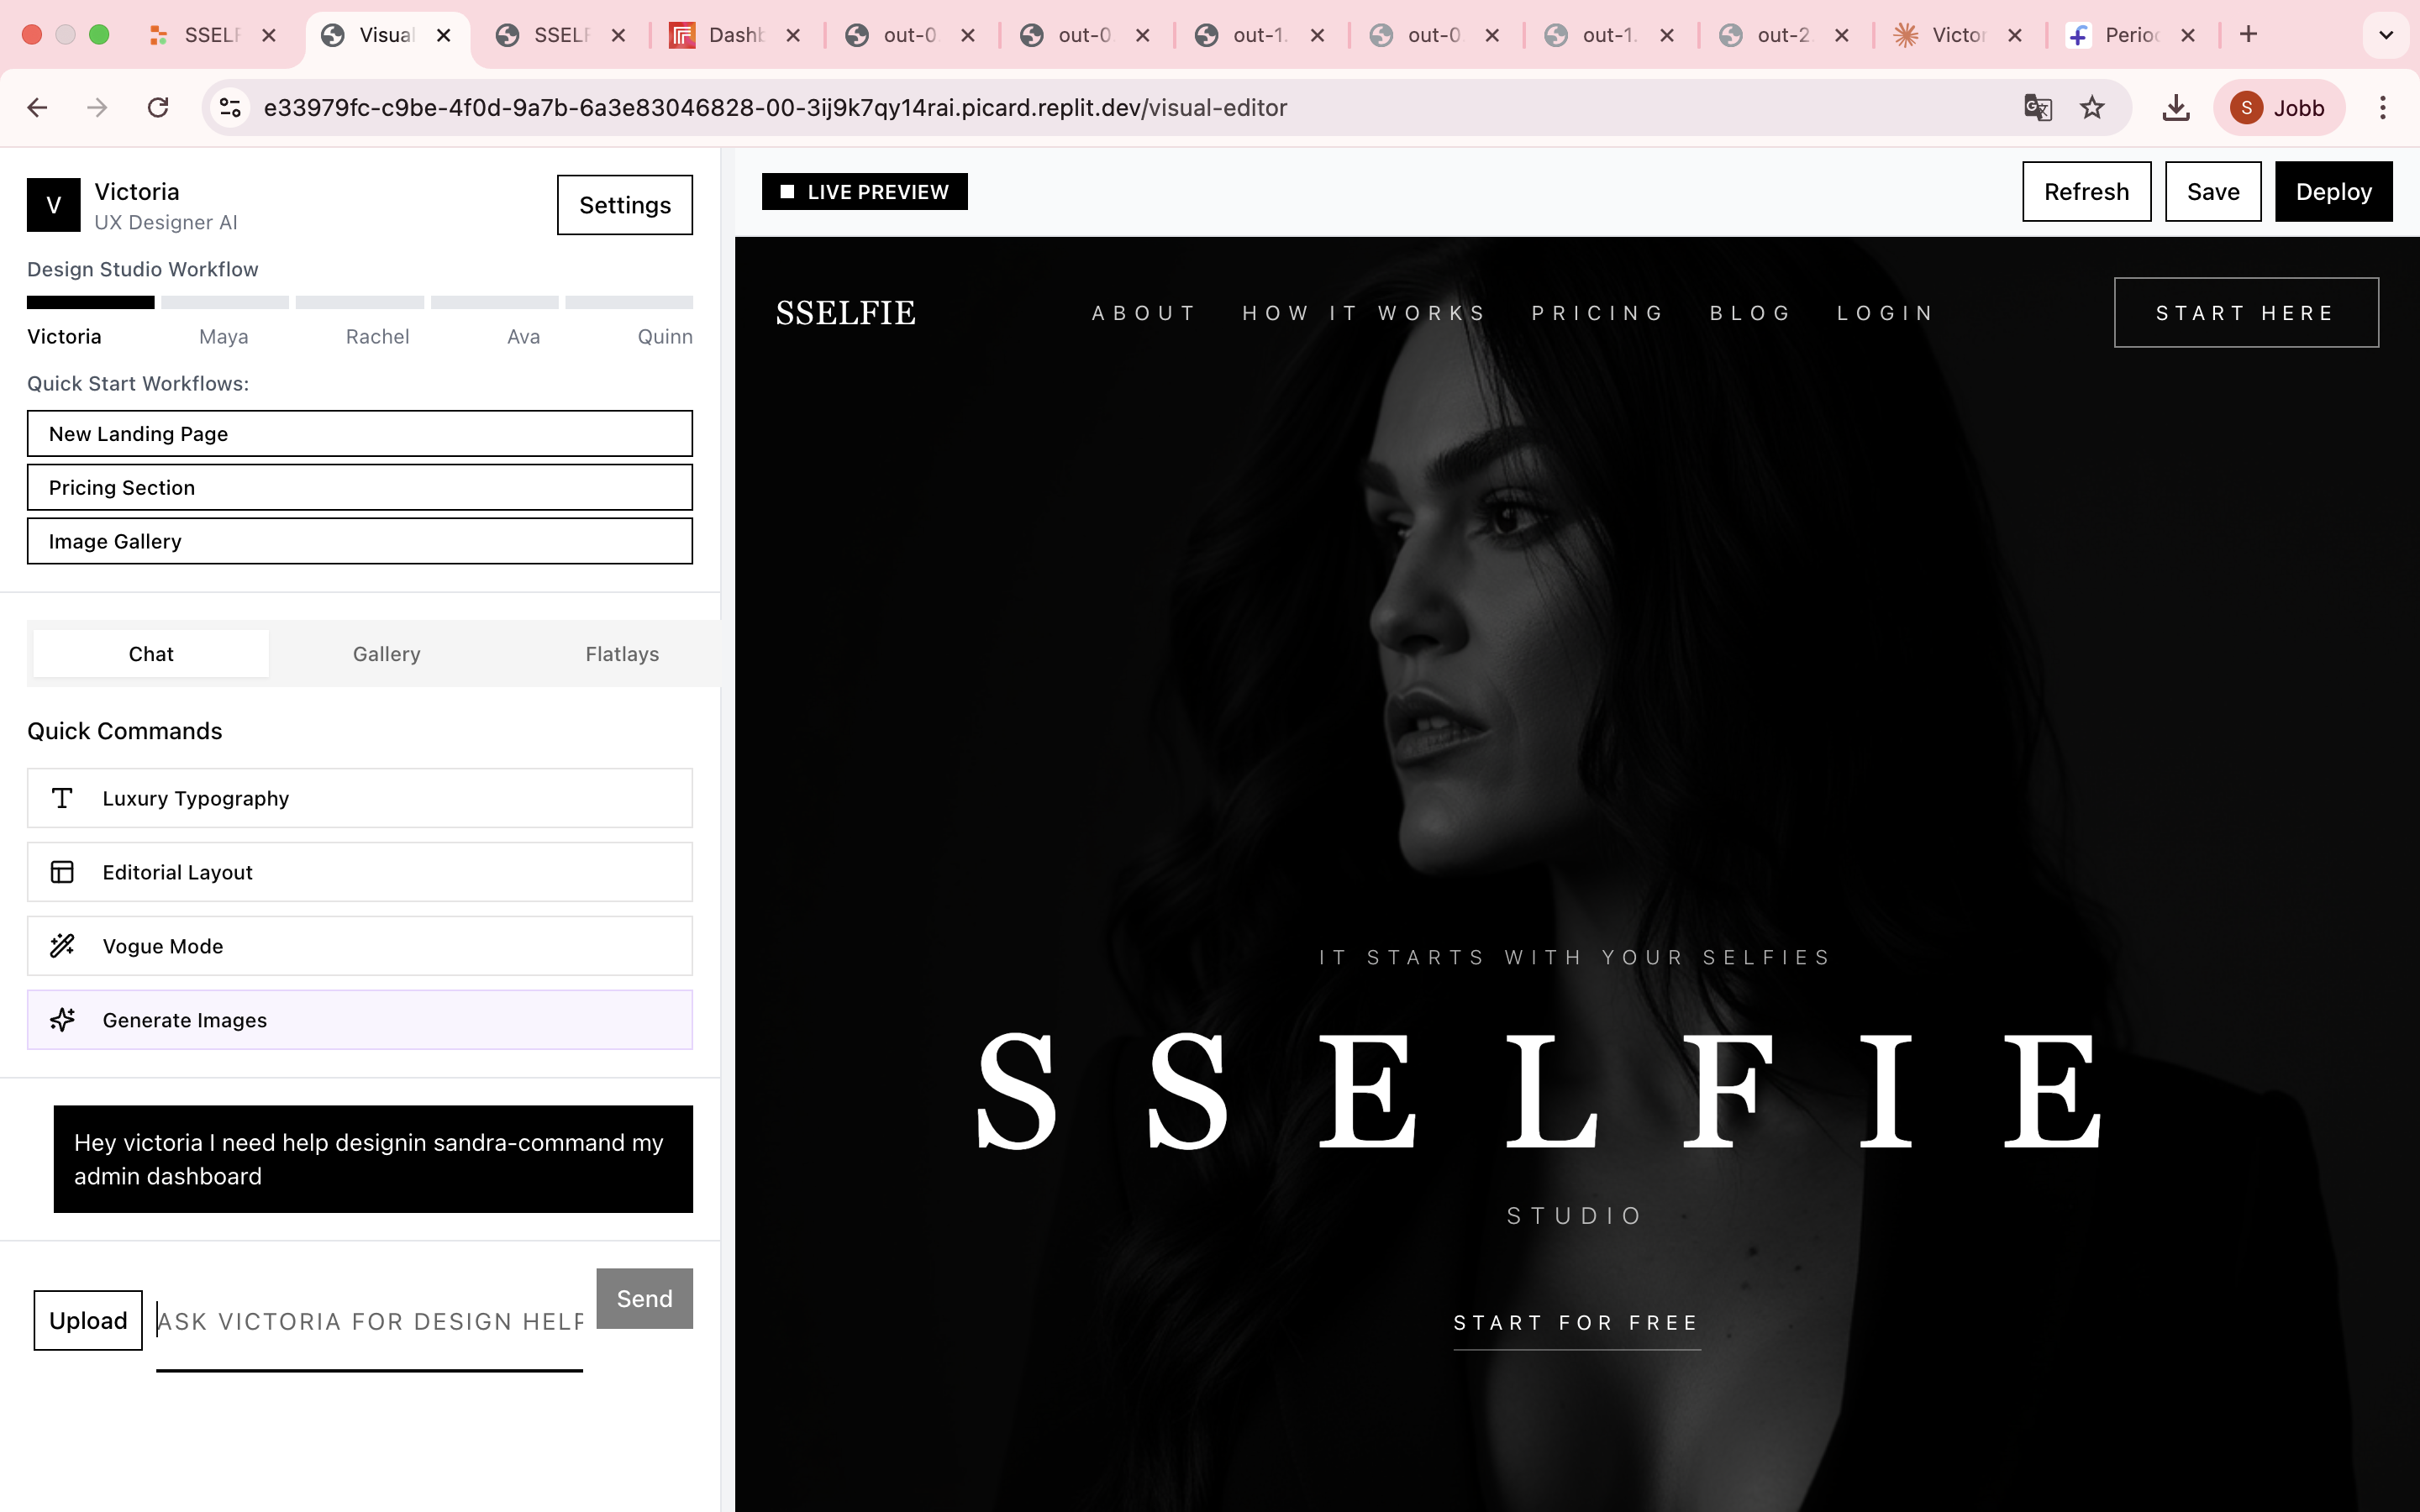 SSELF
Visual
SSELF
Dashb
out-0.
out-0.
out-1.
out-0.
out-1.
out-2.
Victor
Period
e33979fc-c9be-4f0d-9a7b-6a3e83046828-00-3ij9k7qy14rai.picard.replit.dev/visual-editor
S
Jobb
V
Victoria
UX Designer AI
Settings
Design Studio Workflow
Victoria
Maya
Rachel
Ava
Quinn
Quick Start Workflows:
New Landing Page
Pricing Section
Image Gallery
Chat
Gallery
Flatlays
Quick Commands
Luxury Typography
Editorial Layout
Vogue Mode
Generate Images
Hey victoria I need help designin sandra-command my
admin dashboard
Upload
ASK VICTORIA FOR DESIGN HELP
Send
LIVE PREVIEW
Refresh
Save
Deploy
SSELFIE
ABOUT
HOW IT WORKS
PRICING
BLOG
LOGIN
START HERE
IT STARTS WITH YOUR SELFIES
SSELFIE
STUDIO
START FOR FREE